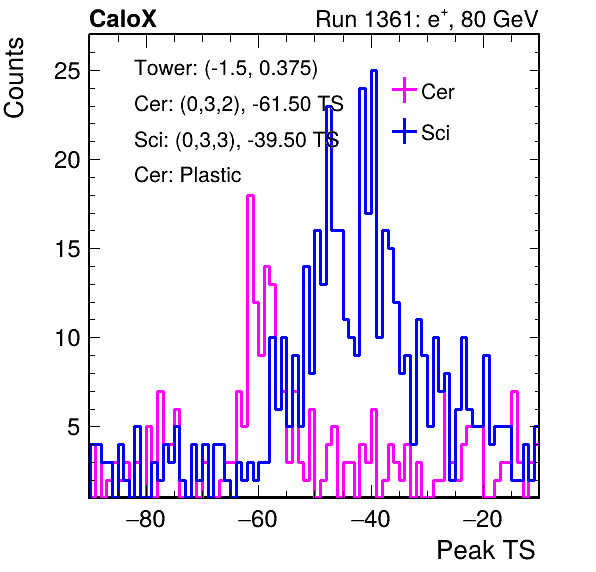 CaloX Run 1361: e+, 80 GeV
Counts
Tower: (-1.5, 0.375)
Cer: (0,3,2), -61.50 TS
Sci: (0,3,3), -39.50 TS
Cer: Plastic
Cer
Sci
25
20
15
10
5
−80 −60 −40 −20
Peak TS